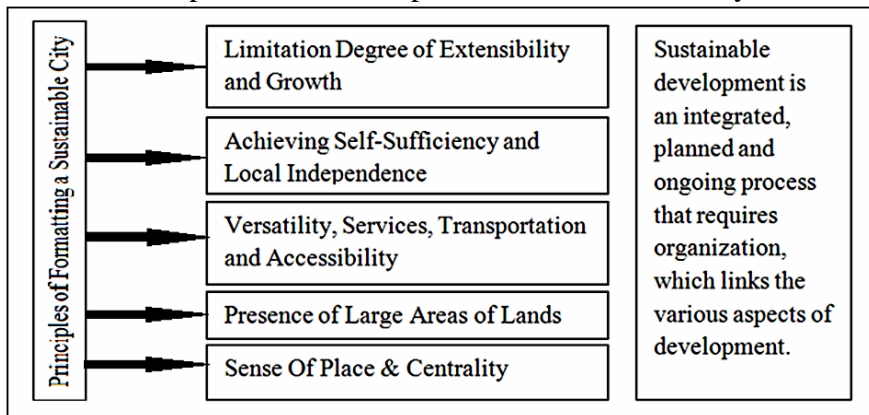 Principles of Formatting a Sustainable City
Limitation Degree of Extensibility
and Growth
Achieving Self-Sufficiency and
Local Independence
Versatility, Services, Transportation
and Accessibility
Presence of Large Areas of Lands
Sense Of Place & Centrality
Sustainable
development is
an integrated,
planned and
ongoing process
that requires
organization,
which links the
various aspects of
development.